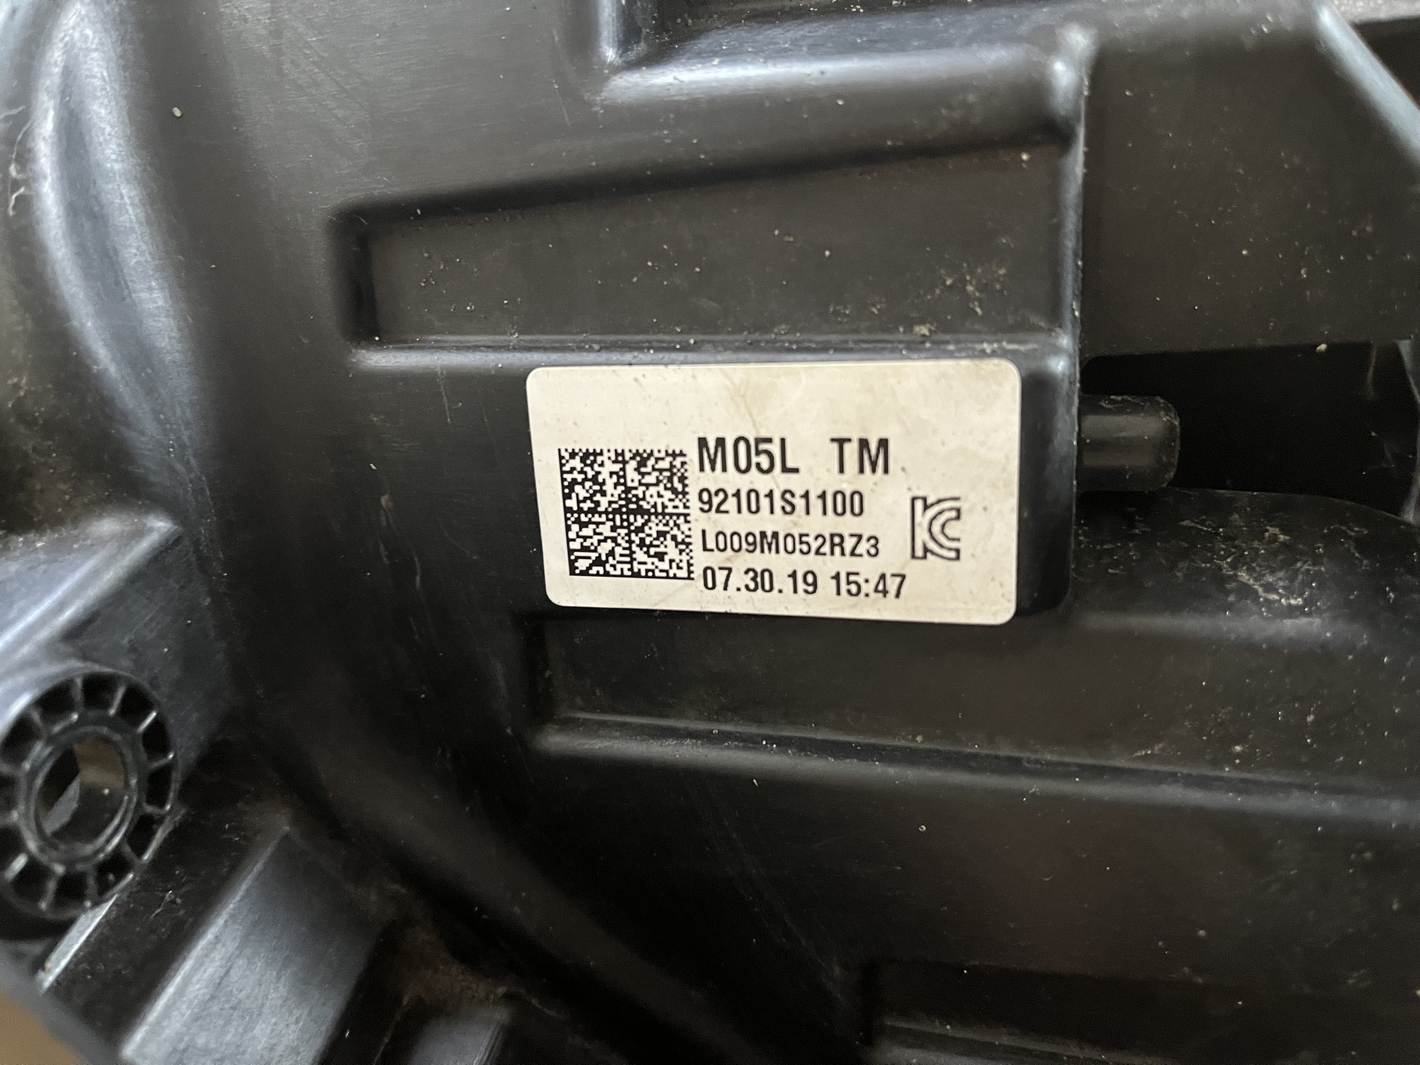 M05L TM
92101S1100
L009M052RZ3
07.30.19 15:47